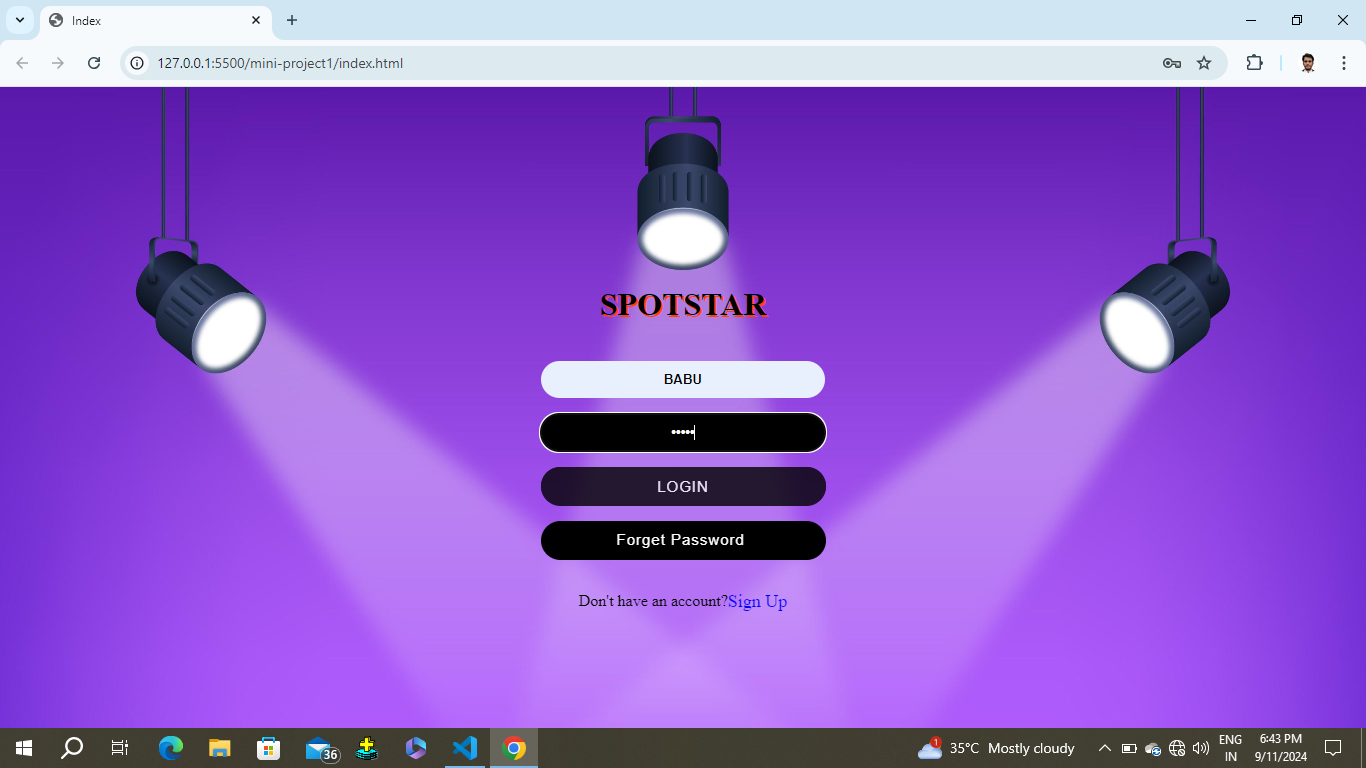 Index
127.0.0.1:5500/mini-project1/index.html
SPOTSTAR
BABU
•••••
LOGIN
Forget Password
Don't have an account?Sign Up
36
1
35°C Mostly cloudy
ENG
IN
6:43 PM
9/11/2024